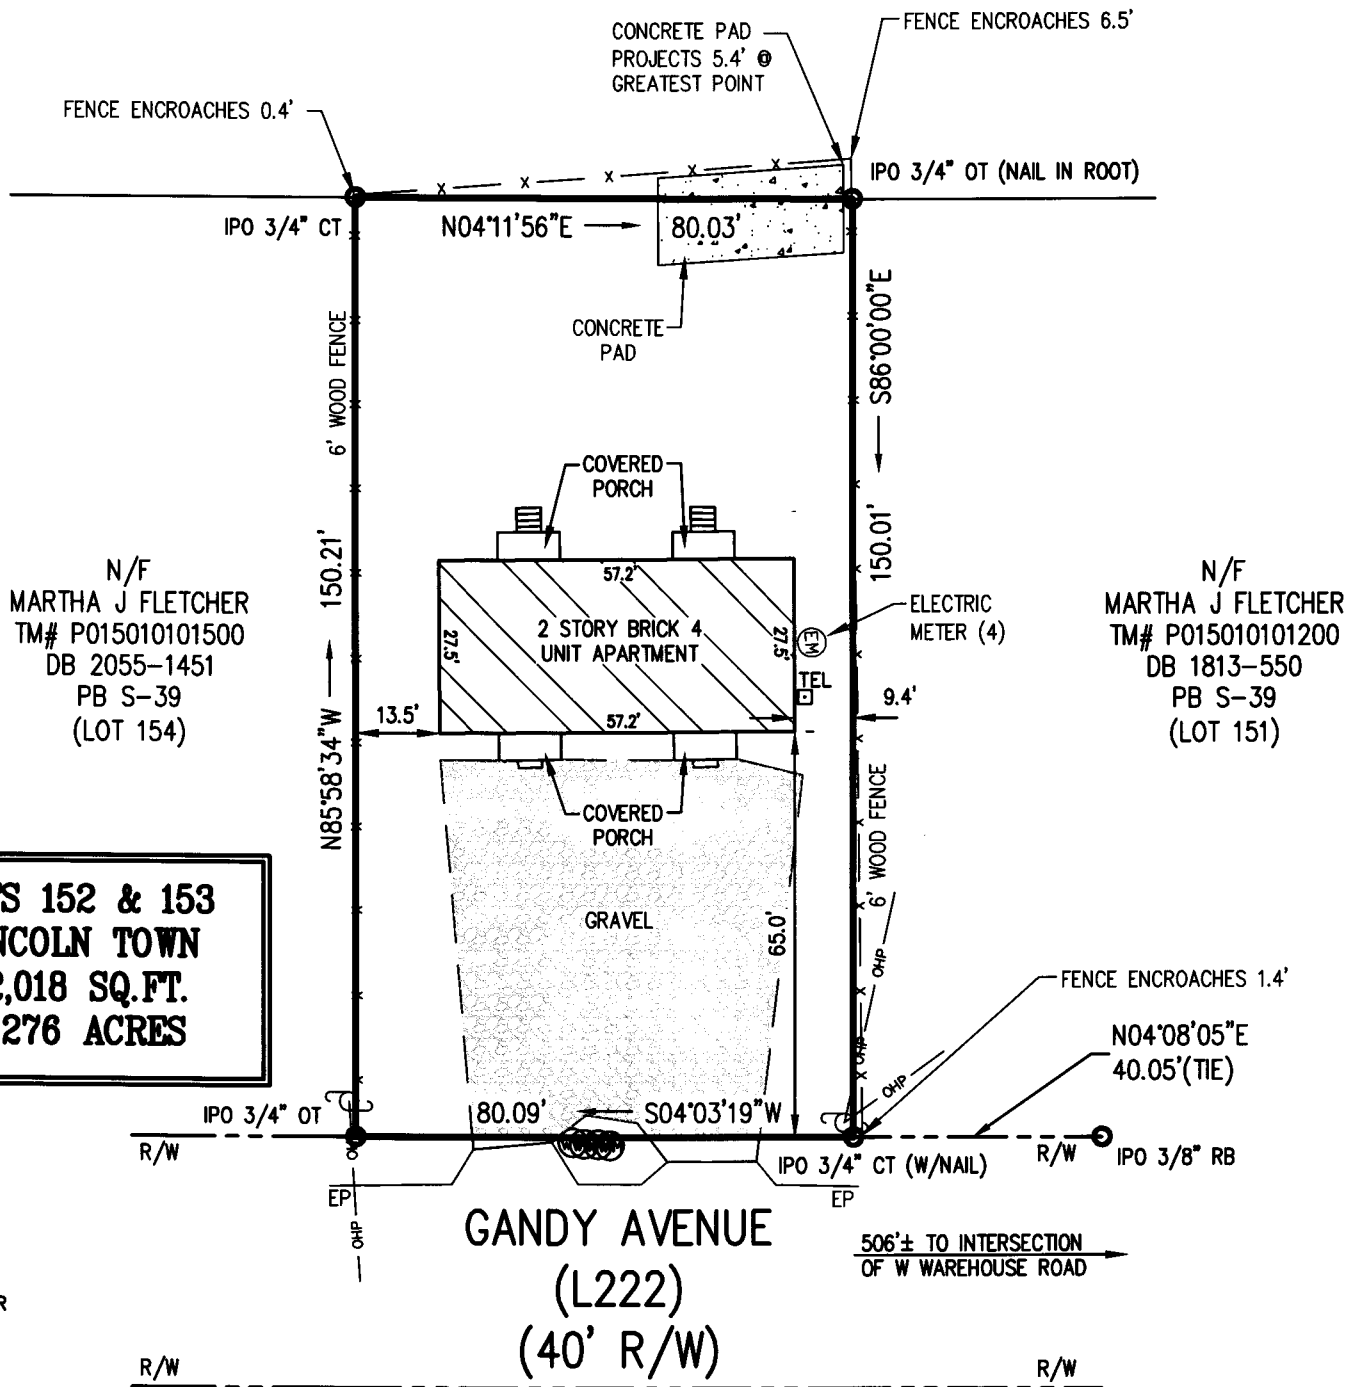 FENCE ENCROACHES 6.5'
CONCRETE PAD
PROJECTS 5.4' @
GREATEST POINT
FENCE ENCROACHES 0.4'
IPO 3/4" OT (NAIL IN ROOT)
IPO 3/4" CT
N04°11'56"E
80.03'
CONCRETE
PAD
6' WOOD FENCE
S86°00'00"E
150.01'
COVERED
PORCH
150.21'
N85°58'34"W
N/F
MARTHA J FLETCHER
TM# P015010101500
DB 2055-1451
PB S-39
(LOT 154)
57.2'
27.5'
2 STORY BRICK 4
UNIT APARTMENT
27.5'
57.2'
EM
ELECTRIC
METER (4)
TEL
13.5'
9.4'
N/F
MARTHA J FLETCHER
TM# P015010101200
DB 1813-550
PB S-39
(LOT 151)
COVERED
PORCH
6' WOOD FENCE
GRAVEL
65.0'
S 152 & 153
NCOLN TOWN
2,018 SQ.FT.
276 ACRES
OHP
OHP
OHP
FENCE ENCROACHES 1.4'
N04°08'05"E
40.05'(TIE)
IPO 3/4" OT
80.09'
S04°03'19"W
R/W
IPO 3/4" CT (W/NAIL)
R/W
IPO 3/8" RB
EP
EP
OHP
GANDY AVENUE
(L222)
(40' R/W)
506'± TO INTERSECTION
OF W WAREHOUSE ROAD
R
R/W
R/W